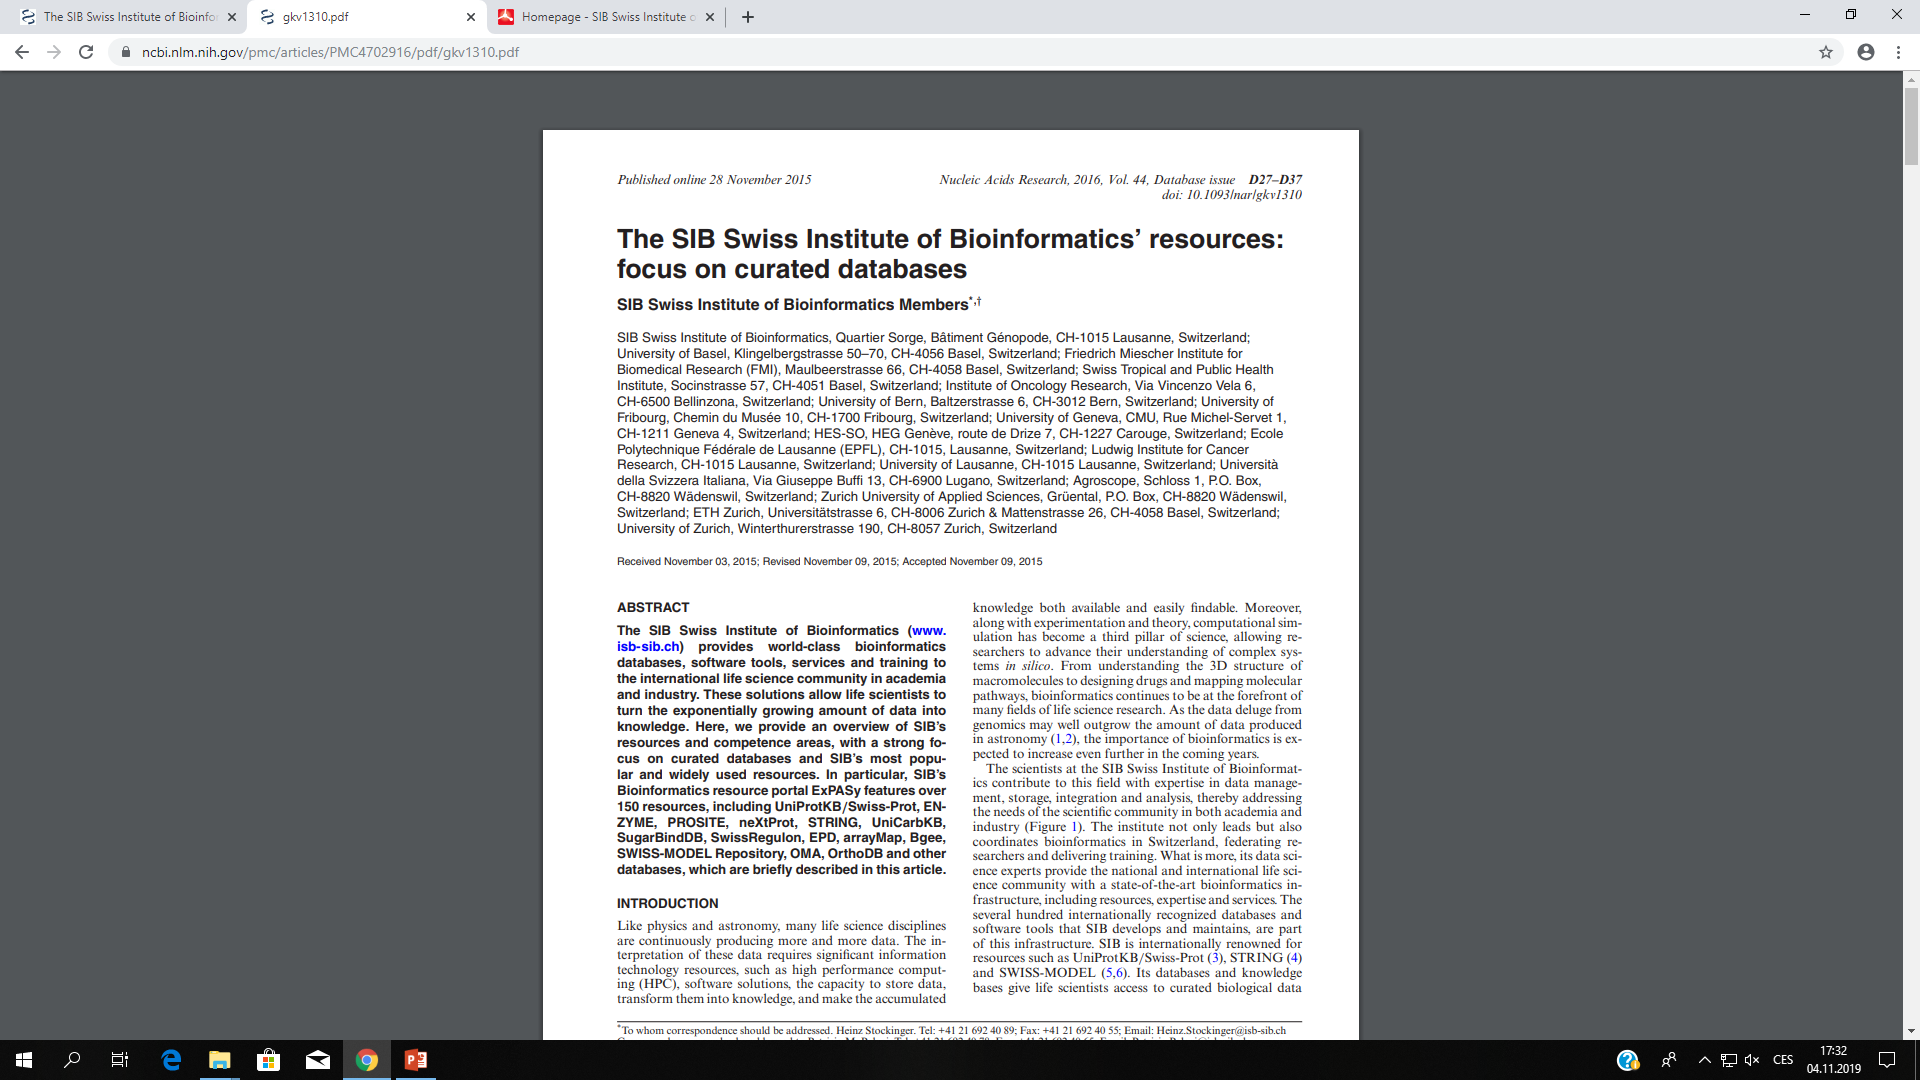 The SIB Swiss Institute of Bioinfo
gkv1310.pdf
Homepage - SIB Swiss Institute o
ncbi.nlm.nih.gov/pmc/articles/PMC4702916/pdf/gkv1310.pdf
Published online 28 November 2015
Nucleic Acids Research, 2016, Vol. 44, Database issue D27–D37
doi: 10.1093/nar/gkv1310
The SIB Swiss Institute of Bioinformatics’ resources:
focus on curated databases
SIB Swiss Institute of Bioinformatics Members*,†
SIB Swiss Institute of Bioinformatics, Quartier Sorge, Bâtiment Génopode, CH-1015 Lausanne, Switzerland;
University of Basel, Klingelbergstrasse 50–70, CH-4056 Basel, Switzerland; Friedrich Miescher Institute for
Biomedical Research (FMI), Maulbeerstrasse 66, CH-4058 Basel, Switzerland; Swiss Tropical and Public Health
Institute, Socinstrasse 57, CH-4051 Basel, Switzerland; Institute of Oncology Research, Via Vincenzo Vela 6,
CH-6500 Bellinzona, Switzerland; University of Bern, Baltzerstrasse 6, CH-3012 Bern, Switzerland; University of
Fribourg, Chemin du Musée 10, CH-1700 Fribourg, Switzerland; University of Geneva, CMU, Rue Michel-Servet 1,
CH-1211 Geneva 4, Switzerland; HES-SO, HEG Genève, route de Drize 7, CH-1227 Carouge, Switzerland; Ecole
Polytechnique Fédérale de Lausanne (EPFL), CH-1015, Lausanne, Switzerland; Ludwig Institute for Cancer
Research, CH-1015 Lausanne, Switzerland; University of Lausanne, CH-1015 Lausanne, Switzerland; Università
della Svizzera Italiana, Via Giuseppe Buffi 13, CH-6900 Lugano, Switzerland; Agroscope, Schloss 1, P.O. Box,
CH-8820 Wädenswil, Switzerland; Zurich University of Applied Sciences, Grüental, P.O. Box, CH-8820 Wädenswil,
Switzerland; ETH Zurich, Universitätstrasse 6, CH-8006 Zurich & Mattenstrasse 26, CH-4058 Basel, Switzerland;
University of Zurich, Winterthurerstrasse 190, CH-8057 Zurich, Switzerland
Received November 03, 2015; Revised November 09, 2015; Accepted November 09, 2015
ABSTRACT
The SIB Swiss Institute of Bioinformatics (www.
isb-sib.ch) provides world-class bioinformatics
databases, software tools, services and training to
the international life science community in academia
and industry. These solutions allow life scientists to
turn the exponentially growing amount of data into
knowledge. Here, we provide an overview of SIB’s
resources and competence areas, with a strong fo-
cus on curated databases and SIB’s most popu-
lar and widely used resources. In particular, SIB’s
Bioinformatics resource portal ExPASy features over
150 resources, including UniProtKB/Swiss-Prot, EN-
ZYME, PROSITE, neXtProt, STRING, UniCarbKB,
SugarBindDB, SwissRegulon, EPD, arrayMap, Bgee,
SWISS-MODEL Repository, OMA, OrthoDB and other
databases, which are briefly described in this article.
INTRODUCTION
Like physics and astronomy, many life science disciplines
are continuously producing more and more data. The in-
terpretation of these data requires significant information
technology resources, such as high performance comput-
ing (HPC), software solutions, the capacity to store data,
transform them into knowledge, and make the accumulated
knowledge both available and easily findable. Moreover,
along with experimentation and theory, computational sim-
ulation has become a third pillar of science, allowing re-
searchers to advance their understanding of complex sys-
tems in silico. From understanding the 3D structure of
macromolecules to designing drugs and mapping molecular
pathways, bioinformatics continues to be at the forefront of
many fields of life science research. As the data deluge from
genomics may well outgrow the amount of data produced
in astronomy (1,2), the importance of bioinformatics is ex-
pected to increase even further in the coming years.
The scientists at the SIB Swiss Institute of Bioinformat-
ics contribute to this field with expertise in data manage-
ment, storage, integration and analysis, thereby addressing
the needs of the scientific community in both academia and
industry (Figure 1). The institute not only leads but also
coordinates bioinformatics in Switzerland, federating re-
searchers and delivering training. What is more, its data sci-
ence experts provide the national and international life sci-
ence community with a state-of-the-art bioinformatics in-
frastructure, including resources, expertise and services. The
several hundred internationally recognized databases and
software tools that SIB develops and maintains, are part
of this infrastructure. SIB is internationally renowned for
resources such as UniProtKB/Swiss-Prot (3), STRING (4)
and SWISS-MODEL (5,6). Its databases and knowledge
bases give life scientists access to curated biological data
*To whom correspondence should be addressed. Heinz Stockinger. Tel: +41 21 692 40 89; Fax: +41 21 692 40 55; Email: Heinz.Stockinger@isb-sib.ch
CES
17:32
04.11.2019